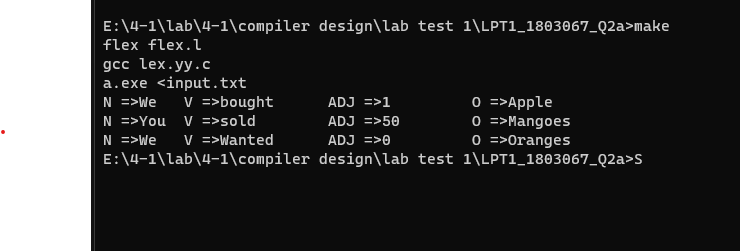 E:\4-1\lab\4-1\compiler design\lab test 1\LPT1_1803067_Q2a>make
flex flex.l
gcc lex.yy.c
a.exe <input.txt
N =>We   V =>bought      ADJ =>1         O =>Apple
N =>You  V =>sold        ADJ =>50        O =>Mangoes
N =>We   V =>Wanted      ADJ =>0         O =>Oranges
E:\4-1\lab\4-1\compiler design\lab test 1\LPT1_1803067_Q2a>S